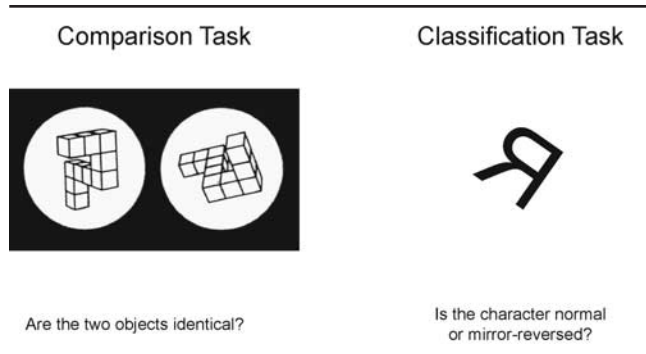 Comparison Task
Classification Task
R
Are the two objects identical?
Is the character normal
or mirror-reversed?